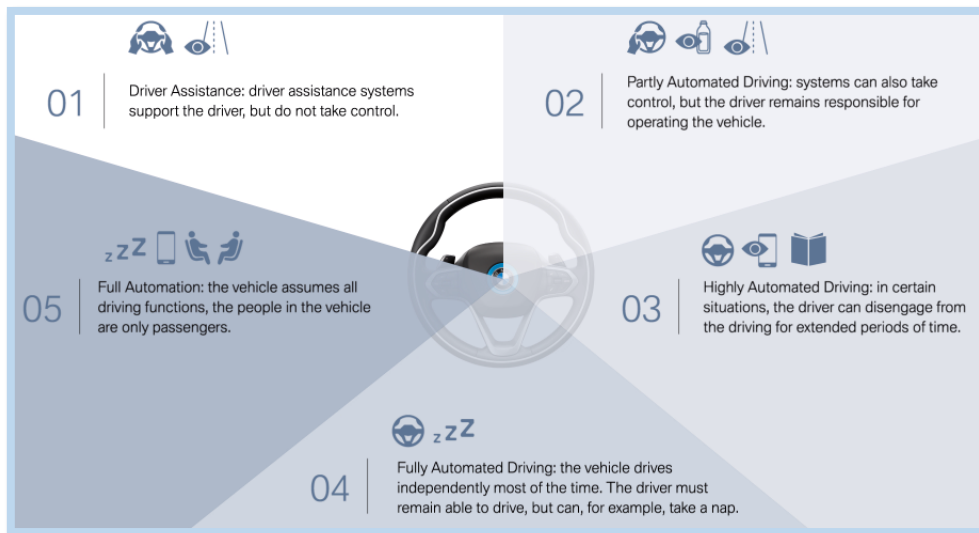 01
Driver Assistance: driver assistance systems
support the driver, but do not take control.
02
Partly Automated Driving: systems can also take
control, but the driver remains responsible for
operating the vehicle.
03
Highly Automated Driving: in certain
situations, the driver can disengage from
the driving for extended periods of time.
04
Fully Automated Driving: the vehicle drives
independently most of the time. The driver must
remain able to drive, but can, for example, take a nap.
z z Z
05
Full Automation: the vehicle assumes all
driving functions, the people in the vehicle
are only passengers.
z z Z